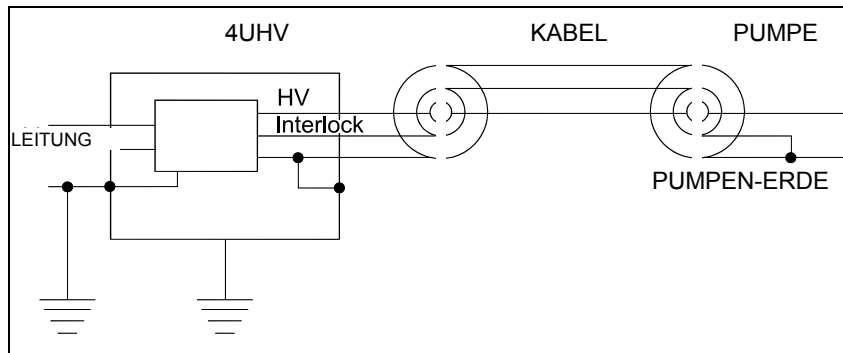 4UHV KABEL PUMPE
HV
Interlock
LEITUNG
PUMPEN-ERDE